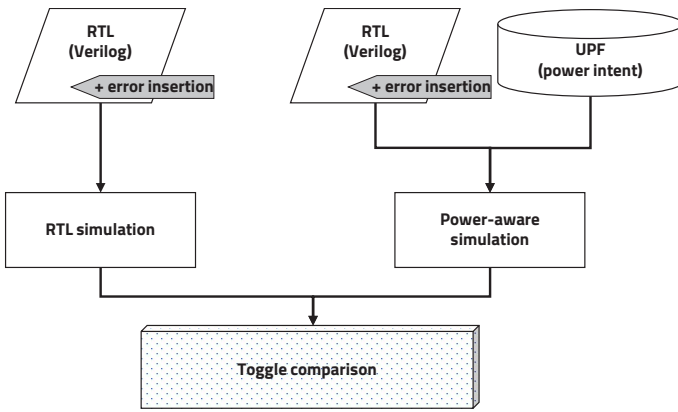 RTL
(Verilog)
+ error insertion
RTL
(Verilog)
+ error insertion
UPF
(power intent)
RTL simulation
Power-aware
simulation
Toggle comparison